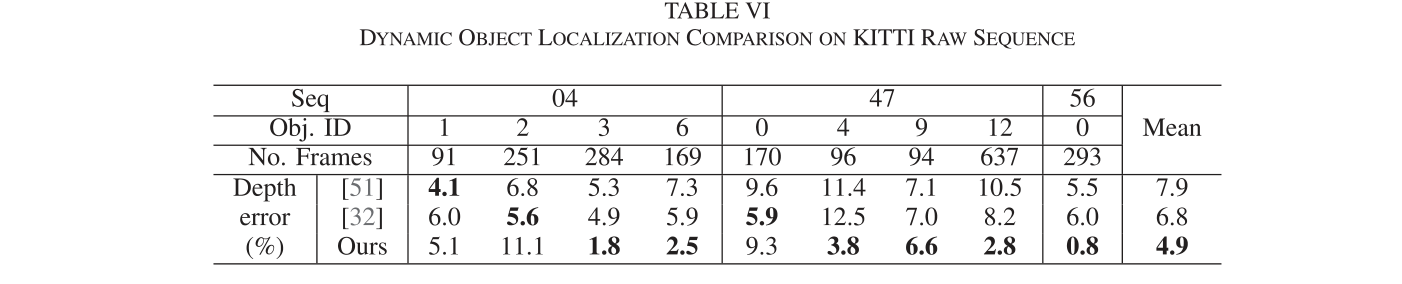 TABLE VI
DYNAMIC OBJECT LOCALIZATION COMPARISON ON KITTI RAW SEQUENCE
Seq 04 47 56
Obj. ID 1 2 3 6 0 4 9 12 0 Mean
No. Frames 91 251 284 169 170 96 94 637 293
Depth [51] 4.1 6.8 5.3 7.3 9.6 11.4 7.1 10.5 5.5 7.9
error [32] 6.0 5.6 4.9 5.9 5.9 12.5 7.0 8.2 6.0 6.8
(%) Ours 5.1 11.1 1.8 2.5 9.3 3.8 6.6 2.8 0.8 4.9